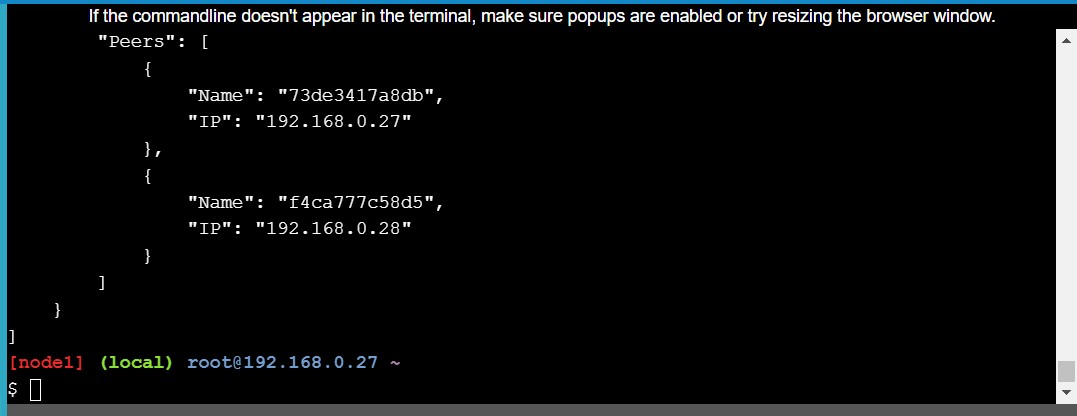 If the commandline doesn't appear in the terminal, make sure popups are enabled or try resizing the browser window.
"Peers": [
{
"Name": "73de3417a8db",
"IP": "192.168.0.27"
},
{
"Name": "f4ca777c58d5",
"IP": "192.168.0.28"
}
]
}
]
[node1] (local) root@192.168.0.27 ~
$